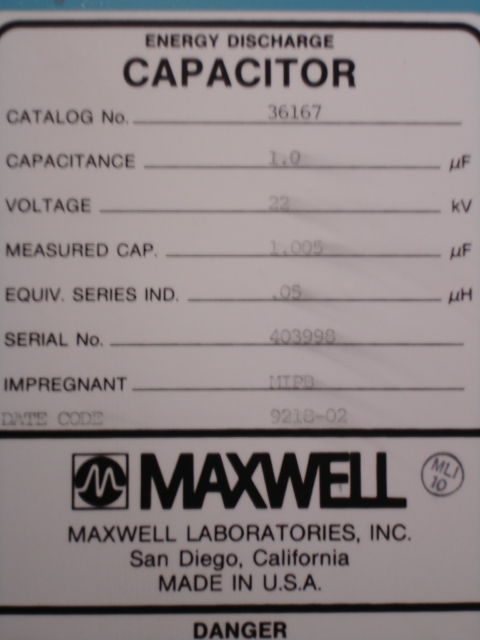 ENERGY DISCHARGE
CAPACITOR
CATALOG No. 36167
CAPACITANCE 1.0 µF
VOLTAGE 22 kV
MEASURED CAP. 1.005 µF
EQUIV. SERIES IND. .05 µH
SERIAL No. 403998
IMPREGNANT MIPB
DATE CODE 9218-02
MAXWELL
MLI
10
MAXWELL LABORATORIES, INC.
San Diego, California
MADE IN U.S.A.
DANGER